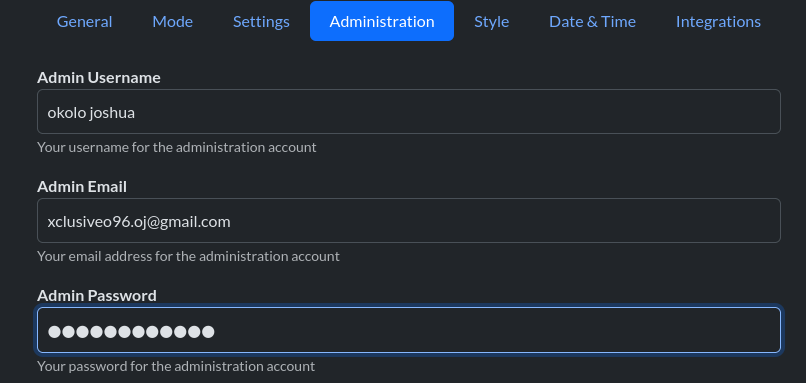 General Mode Settings Administration Style Date & Time Integrations
Admin Username
okolo joshua
Your username for the administration account
Admin Email
xclusiveo96.oj@gmail.com
Your email address for the administration account
Admin Password
●●●●●●●●●●●●
Your password for the administration account